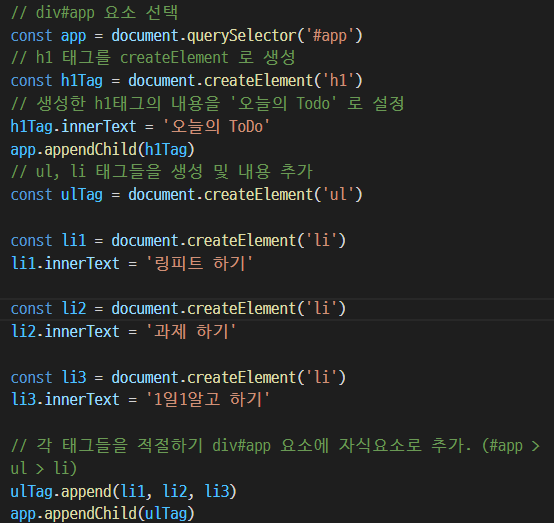 // div#app 요소 선택
const app = document.querySelector('#app')
// h1 태그를 createElement 로 생성
const h1Tag = document.createElement('h1')
// 생성한 h1태그의 내용을 '오늘의 Todo' 로 설정
h1Tag.innerText = '오늘의 ToDo'
app.appendChild(h1Tag)
// ul, li 태그들을 생성 및 내용 추가
const ulTag = document.createElement('ul')
const li1 = document.createElement('li')
li1.innerText = '링피트 하기'
const li2 = document.createElement('li')
li2.innerText = '과제 하기'
const li3 = document.createElement('li')
li3.innerText = '1일1알고 하기'
// 각 태그들을 적절하기 div#app 요소에 자식요소로 추가. (#app >
ul > li)
ulTag.append(li1, li2, li3)
app.appendChild(ulTag)